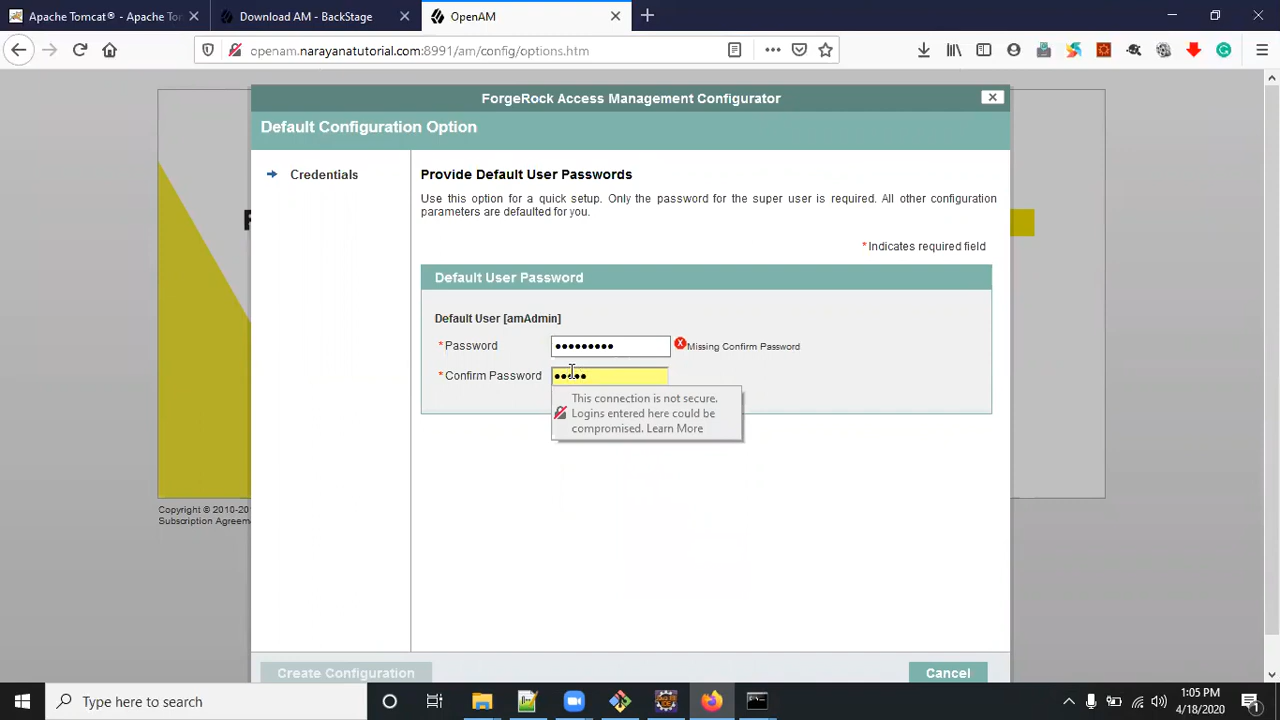 Apache Tomcat® - Apache Tom
Download AM - BackStage
OpenAM
openam.narayanatutorial.com:8991/am/config/options.htm
ForgeRock Access Management Configurator
Default Configuration Option
Credentials
Provide Default User Passwords
Use this option for a quick setup. Only the password for the super user is required. All other configuration
parameters are defaulted for you.
* Indicates required field
Default User Password
Default User [amAdmin]
* Password
Missing Confirm Password
* Confirm Password
This connection is not secure.
Logins entered here could be
compromised. Learn More
Copyright © 2010-20
Subscription Agreem
Create Configuration
Cancel
Type here to search
1:05 PM
4/18/2020
1